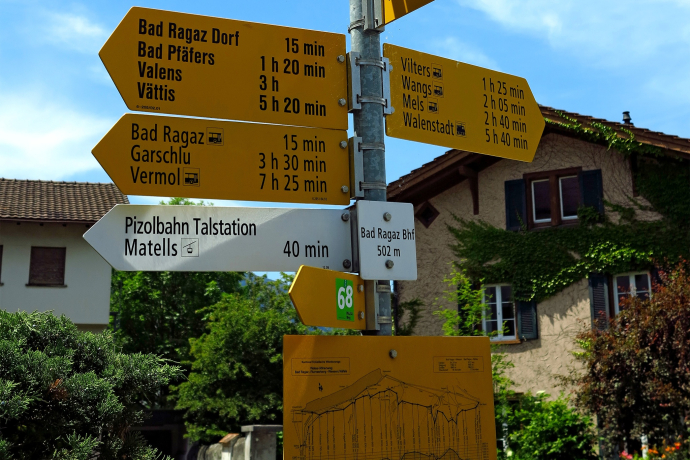 Bad Ragaz Dorf 15 min
Bad Pfäfers 1 h 20 min
Valens 3 h
Vättis 5 h 20 min
Vilters 1 h 25 min
Wangs 2 h 05 min
Mels 2 h 40 min
Walenstadt 5 h 40 min
Bad Ragaz 15 min
Garschlu 3 h 30 min
Vermol 7 h 25 min
Pizolbahn Talstation
Matells 40 min
Bad Ragaz Bhf
502 m
68